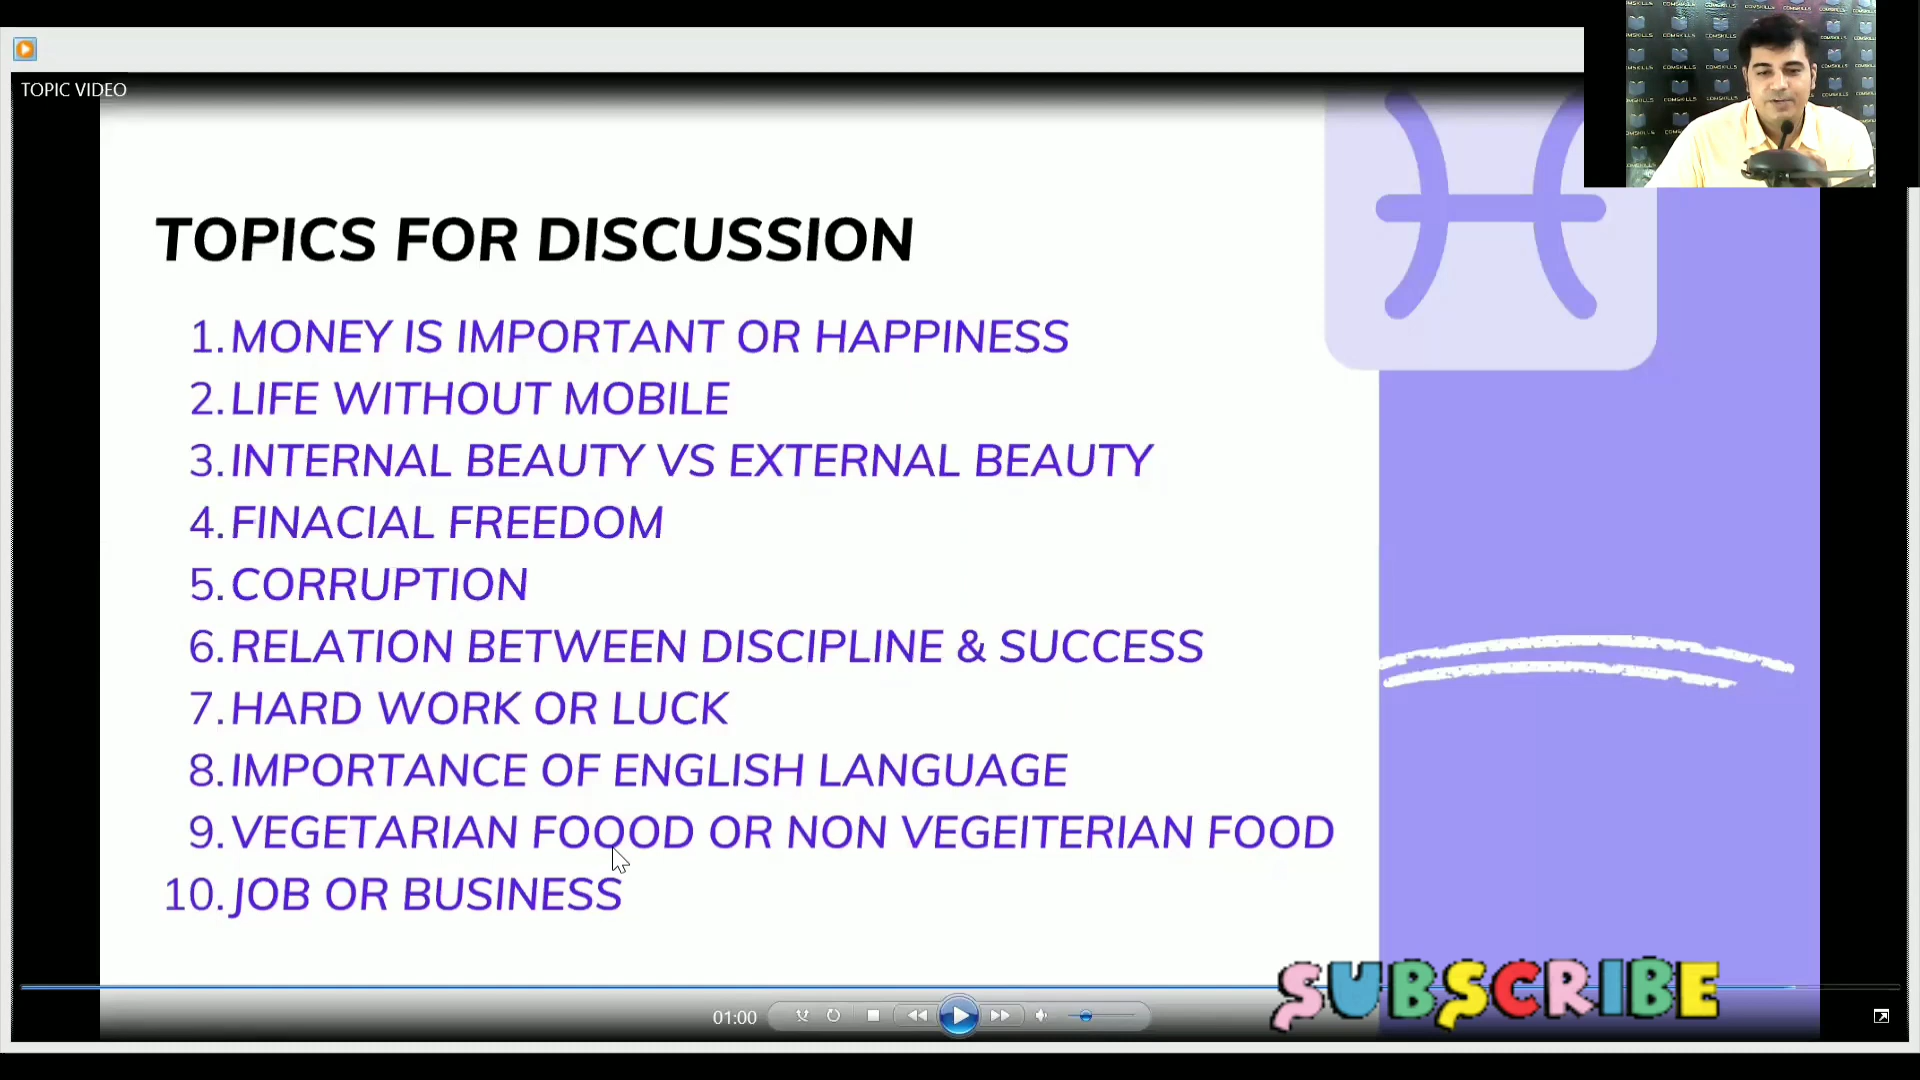 TOPIC VIDEO
COMSKILLS
TOPICS FOR DISCUSSION
1. MONEY IS IMPORTANT OR HAPPINESS
2. LIFE WITHOUT MOBILE
3. INTERNAL BEAUTY VS EXTERNAL BEAUTY
4. FINACIAL FREEDOM
5. CORRUPTION
6. RELATION BETWEEN DISCIPLINE & SUCCESS
7. HARD WORK OR LUCK
8. IMPORTANCE OF ENGLISH LANGUAGE
9. VEGETARIAN FOOOD OR NON VEGEITERIAN FOOD
10. JOB OR BUSINESS
SUBSCRIBE
01:00